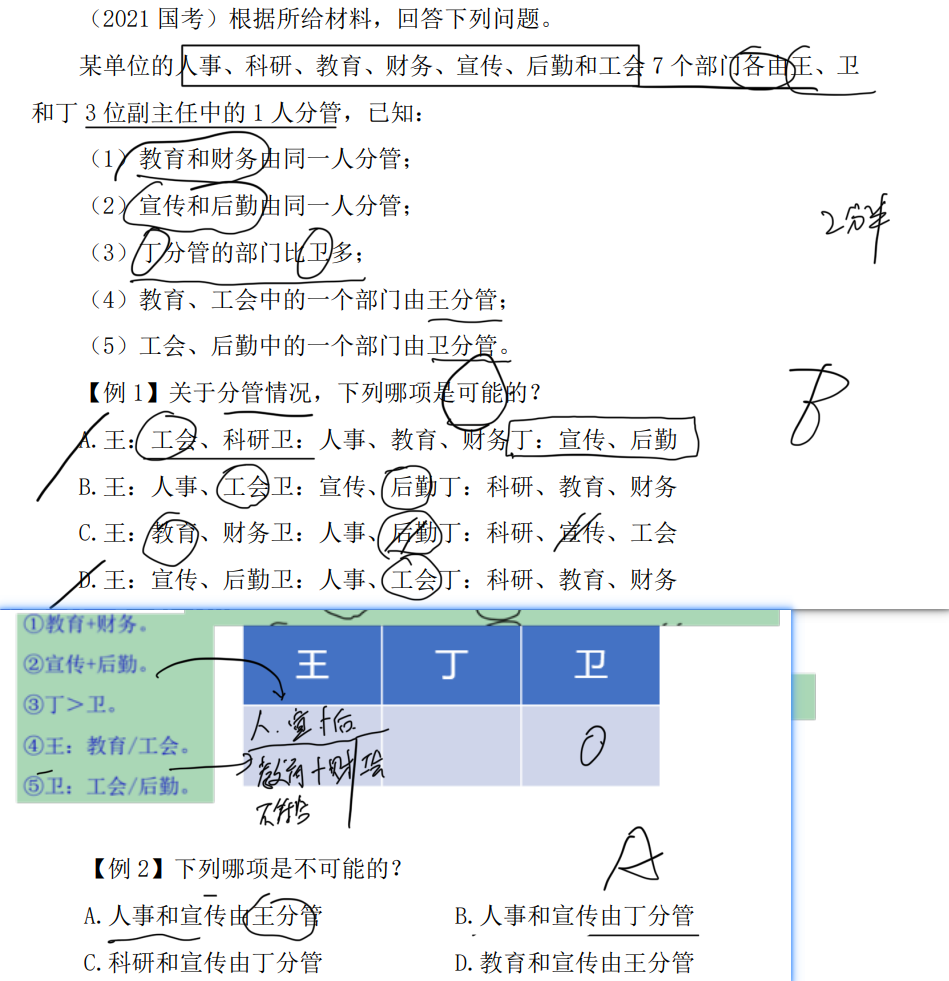 （2021 国考）根据所给材料，回答下列问题。
某单位的人事、科研、教育、财务、宣传、后勤和工会 7 个部门各由王、卫
和丁 3 位副主任中的 1 人分管，已知：
（1）教育和财务由同一人分管；
（2）宣传和后勤由同一人分管；
2分半
（3）丁分管的部门比卫多；
（4）教育、工会中的一个部门由王分管；
（5）工会、后勤中的一个部门由卫分管。
【例 1】关于分管情况，下列哪项是可能的？
B
A.王：工会、科研卫：人事、教育、财务丁：宣传、后勤
B.王：人事、工会卫：宣传、后勤丁：科研、教育、财务
C.王：教育、财务卫：人事、后勤丁：科研、宣传、工会
D.王：宣传、后勤卫：人事、工会丁：科研、教育、财务
①教育+财务。
②宣传+后勤。
③丁＞卫。
④王：教育/工会。
⑤卫：工会/后勤。
王 丁 卫
人.宣+后
教育+财
不符合
【例 2】下列哪项是不可能的？
A
A.人事和宣传由王分管 B.人事和宣传由丁分管
C.科研和宣传由丁分管 D.教育和宣传由王分管